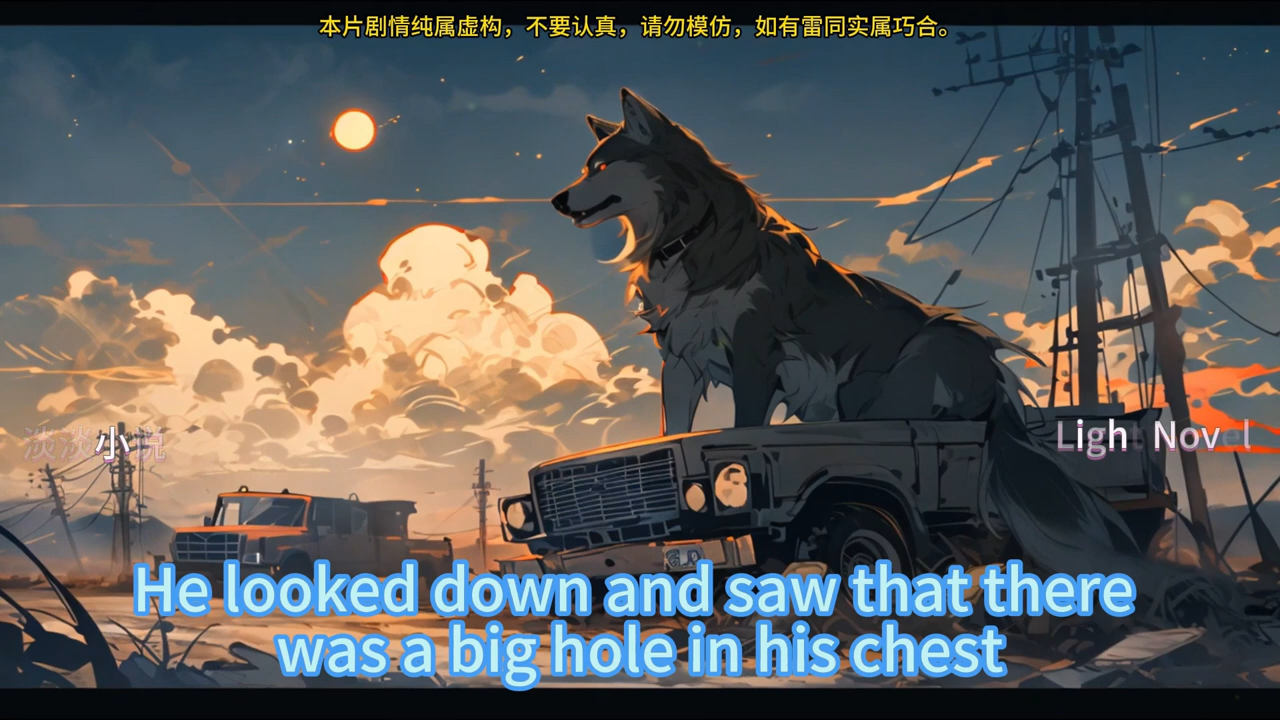 本片剧情纯属虚构，不要认真，请勿模仿，如有雷同实属巧合。
淡淡小说
Light Novel
He looked down and saw that there
was a big hole in his chest